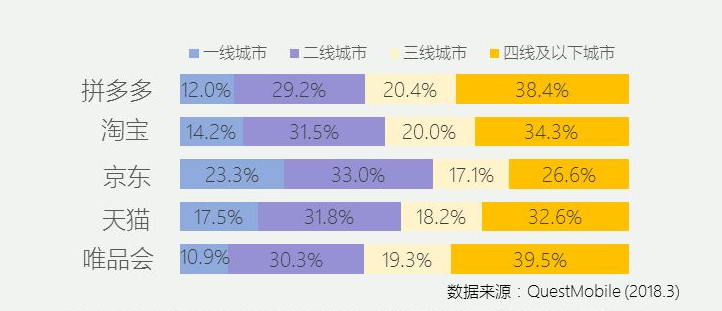 一线城市 二线城市 三线城市 四线及以下城市
拼多多 12.0% 29.2% 20.4% 38.4%
淘宝 14.2% 31.5% 20.0% 34.3%
京东 23.3% 33.0% 17.1% 26.6%
天猫 17.5% 31.8% 18.2% 32.6%
唯品会 10.9% 30.3% 19.3% 39.5%
数据来源：QuestMobile (2018.3)